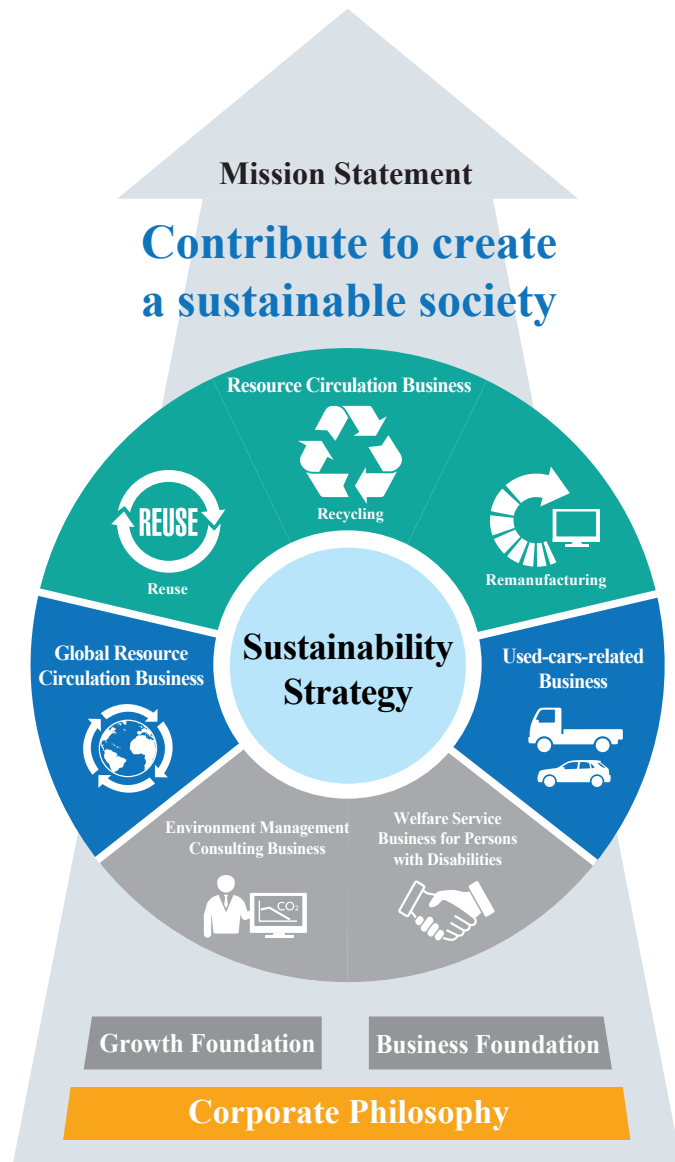 Mission Statement
Contribute to create
a sustainable society
Resource Circulation Business
Recycling
REUSE
Reuse
Remanufacturing
Global Resource
Circulation Business
Sustainability
Strategy
Used-cars-related
Business
Environment Management
Consulting Business
CO₂
Welfare Service
Business for Persons
with Disabilities
Growth Foundation
Business Foundation
Corporate Philosophy